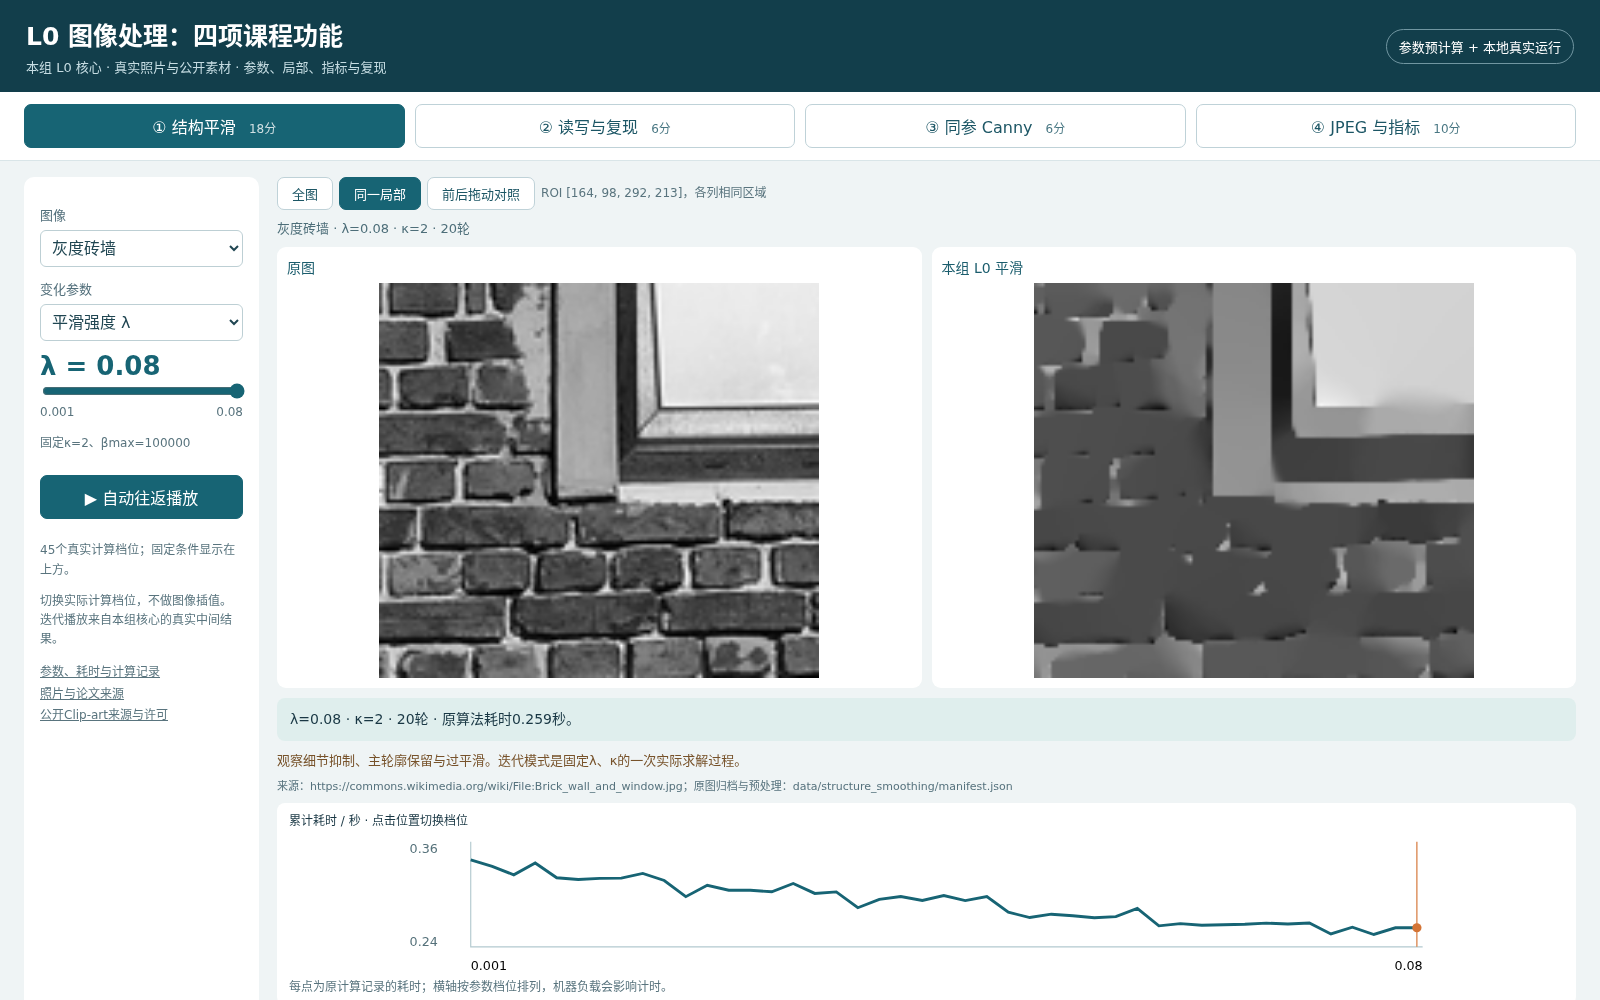 L0 图像处理：四项课程功能
本组 L0 核心 · 真实照片与公开素材 · 参数、局部、指标与复现
参数预计算 + 本地真实运行
① 结构平滑 18分
② 读写与复现 6分
③ 同参 Canny 6分
④ JPEG 与指标 10分
图像
灰度砖墙
变化参数
平滑强度 λ
λ = 0.08
0.001 0.08
固定κ=2、βmax=100000
▶ 自动往返播放
45个真实计算档位；固定条件显示在
上方。
切换实际计算档位，不做图像插值。
迭代播放来自本组核心的真实中间结
果。
参数、耗时与计算记录
照片与论文来源
公开Clip-art来源与许可
全图 同一局部 前后拖动对照 ROI [164, 98, 292, 213]，各列相同区域
灰度砖墙 · λ=0.08 · κ=2 · 20轮
原图
本组 L0 平滑
λ=0.08 · κ=2 · 20轮 · 原算法耗时0.259秒。
观察细节抑制、主轮廓保留与过平滑。迭代模式是固定λ、κ的一次实际求解过程。
来源：https://commons.wikimedia.org/wiki/File:Brick_wall_and_window.jpg；原图归档与预处理：data/structure_smoothing/manifest.json
累计耗时 / 秒 · 点击位置切换档位
0.36
0.24
0.001 0.08
每点为原计算记录的耗时；横轴按参数档位排列，机器负载会影响计时。